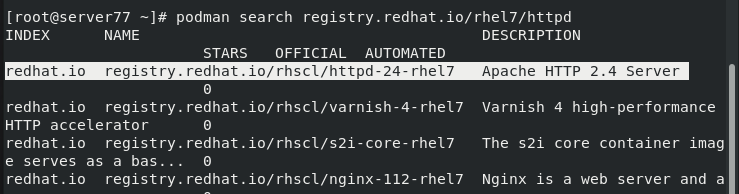 [root@server77 ~]# podman search registry.redhat.io/rhel7/httpd
INDEX NAME DESCRIPTION
STARS OFFICIAL AUTOMATED
redhat.io registry.redhat.io/rhscl/httpd-24-rhel7 Apache HTTP 2.4 Server
0
redhat.io registry.redhat.io/rhscl/varnish-4-rhel7 Varnish 4 high-performance
HTTP accelerator 0
redhat.io registry.redhat.io/rhscl/s2i-core-rhel7 The s2i core container imag
e serves as a bas... 0
redhat.io registry.redhat.io/rhscl/nginx-112-rhel7 Nginx is a web server and a